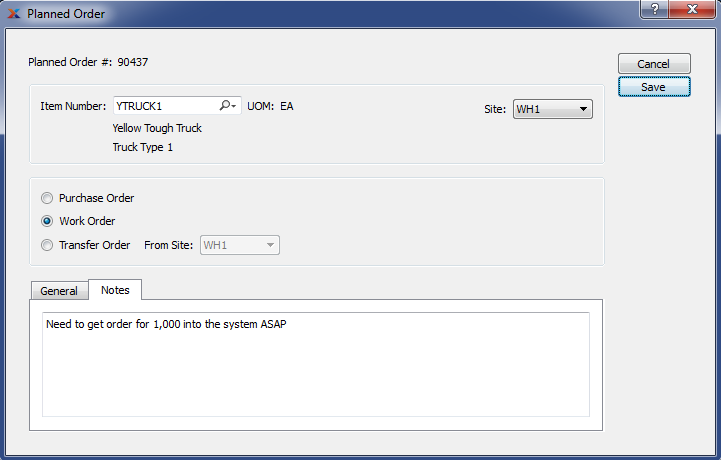 Planned Order
Planned Order #: 90437
Cancel
Save
Item Number: YTRUCK1 UOM: EA Site: WH1
Yellow Tough Truck
Truck Type 1
Purchase Order
Work Order
Transfer Order From Site: WH1
General Notes
Need to get order for 1,000 into the system ASAP